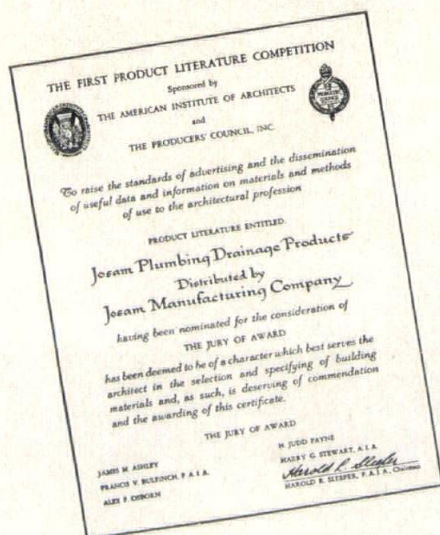 THE FIRST PRODUCT LITERATURE COMPETITION
Sponsored by
THE AMERICAN INSTITUTE OF ARCHITECTS
and
THE PRODUCERS' COUNCIL, INC.
To raise the standards of advertising and the dissemination
of useful data and information on materials and methods
of use to the architectural profession
PRODUCT LITERATURE ENTITLED
Josam Plumbing Drainage Products
Distributed by
Josam Manufacturing Company
having been nominated for the consideration of
THE JURY OF AWARD
has been deemed to be of a character which best serves the
architect in the selection and specifying of building
materials and, as such, is deserving of commendation
and the awarding of this certificate.
THE JURY OF AWARD
JAMES M. ASHLEY
FRANCIS V. BULFINCH, F.A.I.A.
ALEX F. OSBORN
H. JUDD PAYNE
HARRY G. STEWART, A.I.A.
Harold R. Sleeper
HAROLD R. SLEEPER, F.A.I.A., Chairman